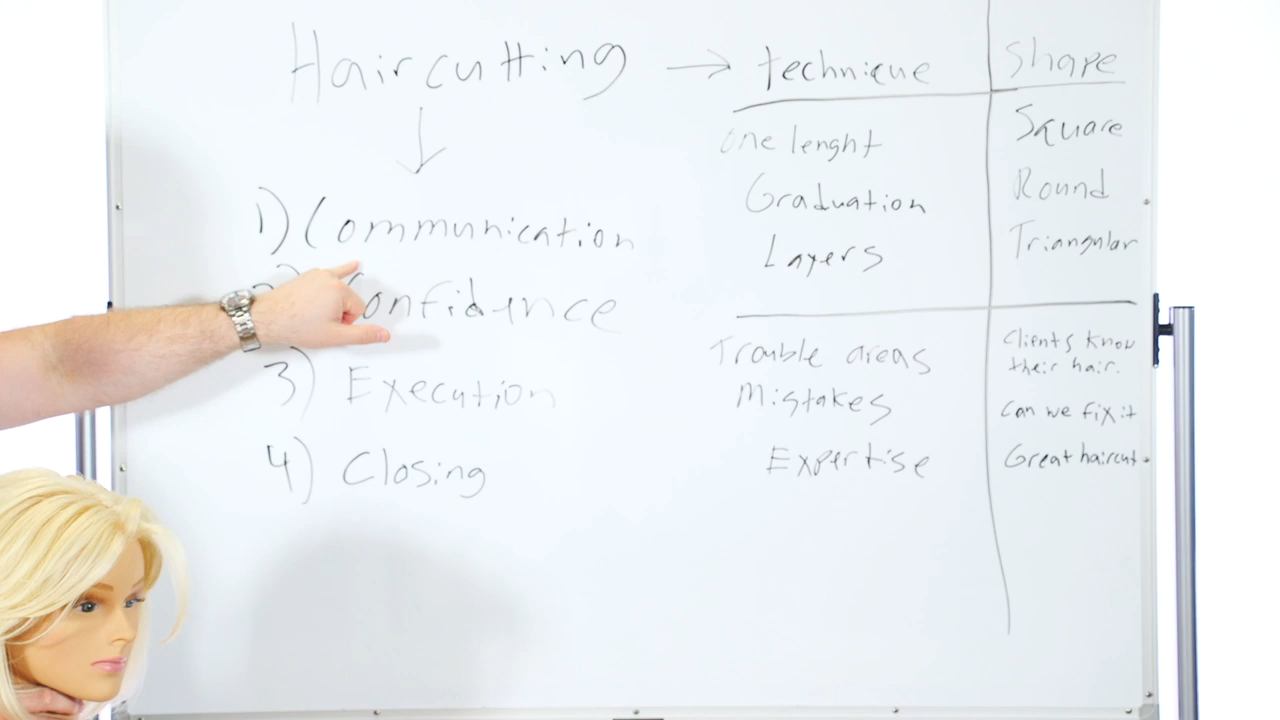 Haircutting → technique
Shape
one lenght
Square
Graduation
Round
Layers
Triangular
1) Communication
2) Confidence
3) Execution
4) Closing
Trouble areas
Clients know
their hair.
Mistakes
Can we fix it
Expertise
Great haircut.